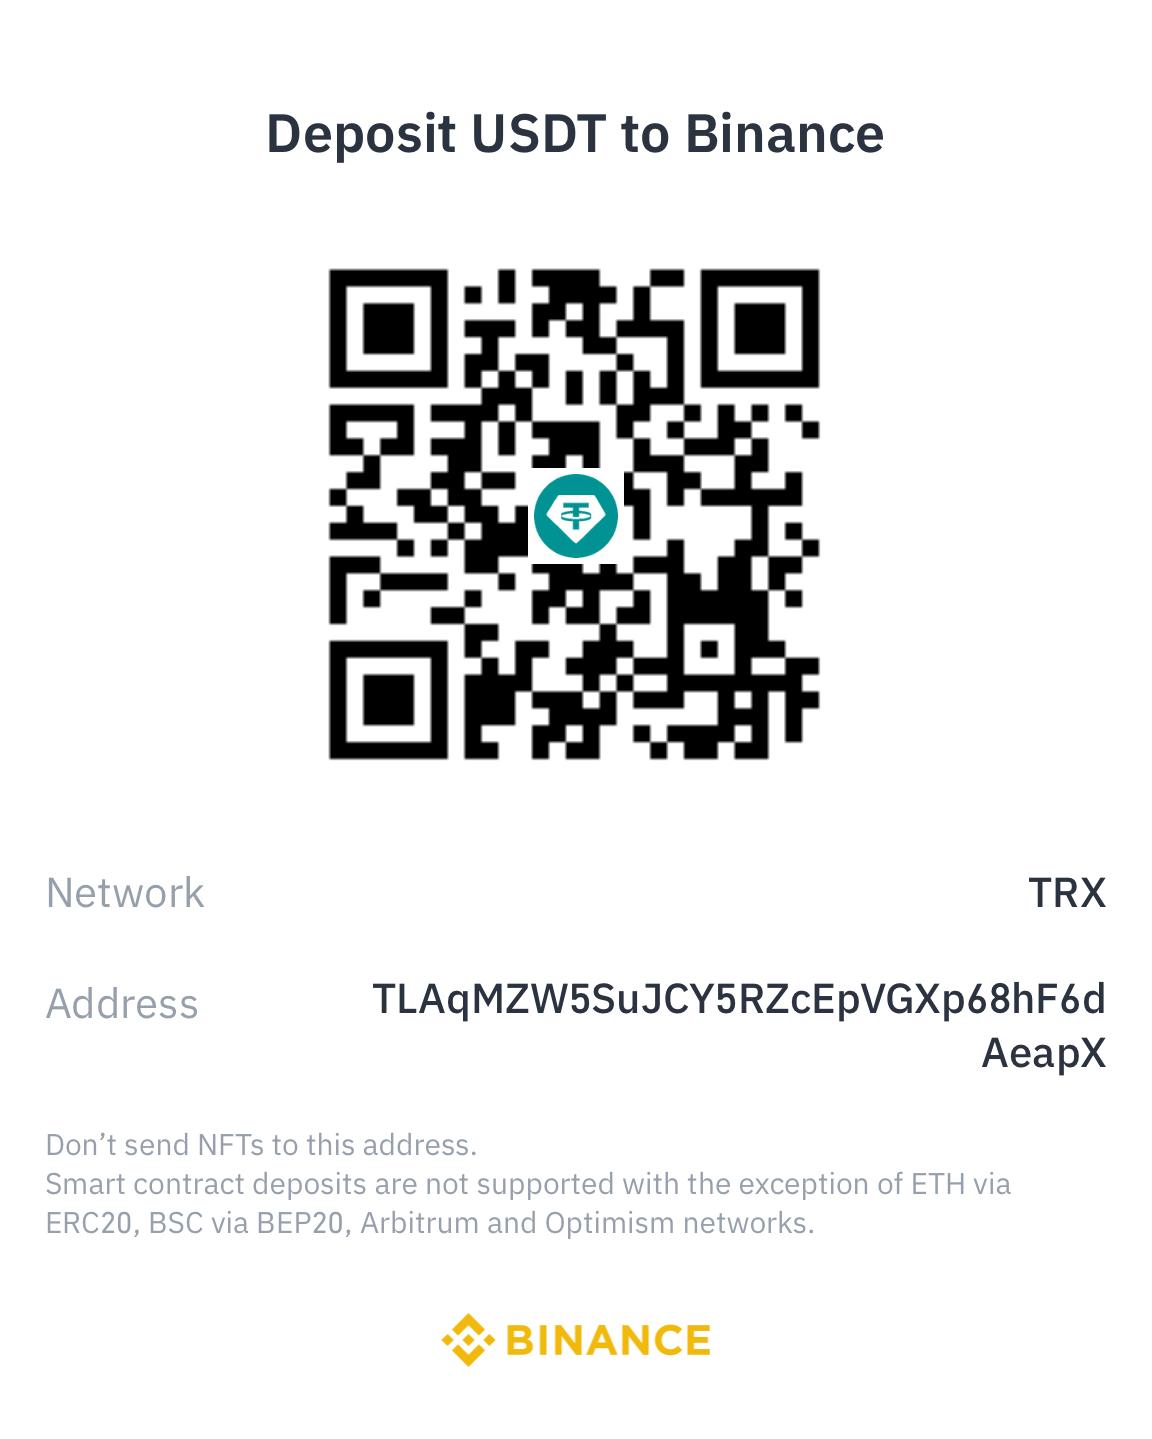 Deposit USDT to Binance
Network
TRX
Address
TLAqMZW5SuJCY5RZcEpVGXp68hF6d
AeapX
Don’t send NFTs to this address.
Smart contract deposits are not supported with the exception of ETH via
ERC20, BSC via BEP20, Arbitrum and Optimism networks.
BINANCE